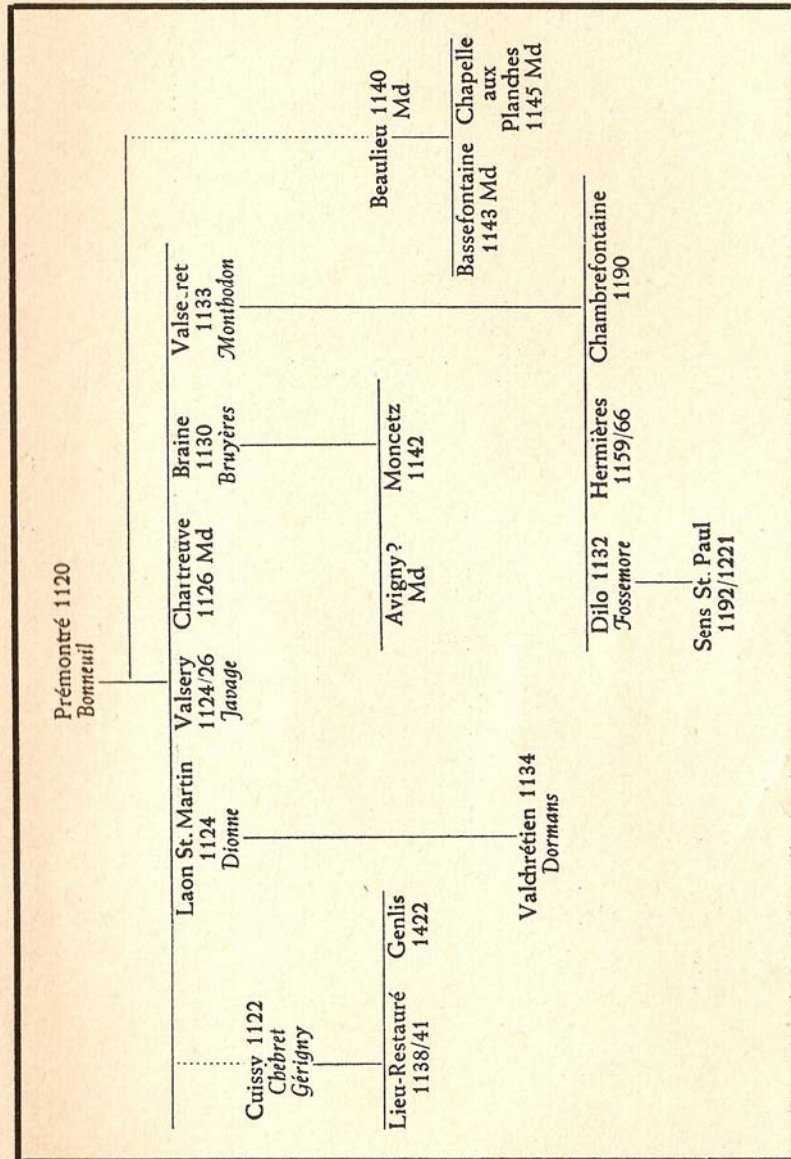 Prémontré 1120
Bonneuil
Laon St. Martin
1124
Dionne
Valsery
1124/26
Javage
Chartreuve
1126 Md
Braine
1130
Bruyères
1133
Monthodon
Beaulieu 1140
Md
Cuissy 1122
Chebret
Gérigny
Lieu-Restauré
1138/41
Genlis
1422
Avigny?
Md
Moncetz
1142
Bassefontaine
1143 Md
Chapelle
aux
Planches
1145 Md
Valchrétien 1134
Dormans
Dilo 1132
Fossemore
Hermières
1159/66
Chambrefontaine
1190
Sens St. Paul
1192/1221